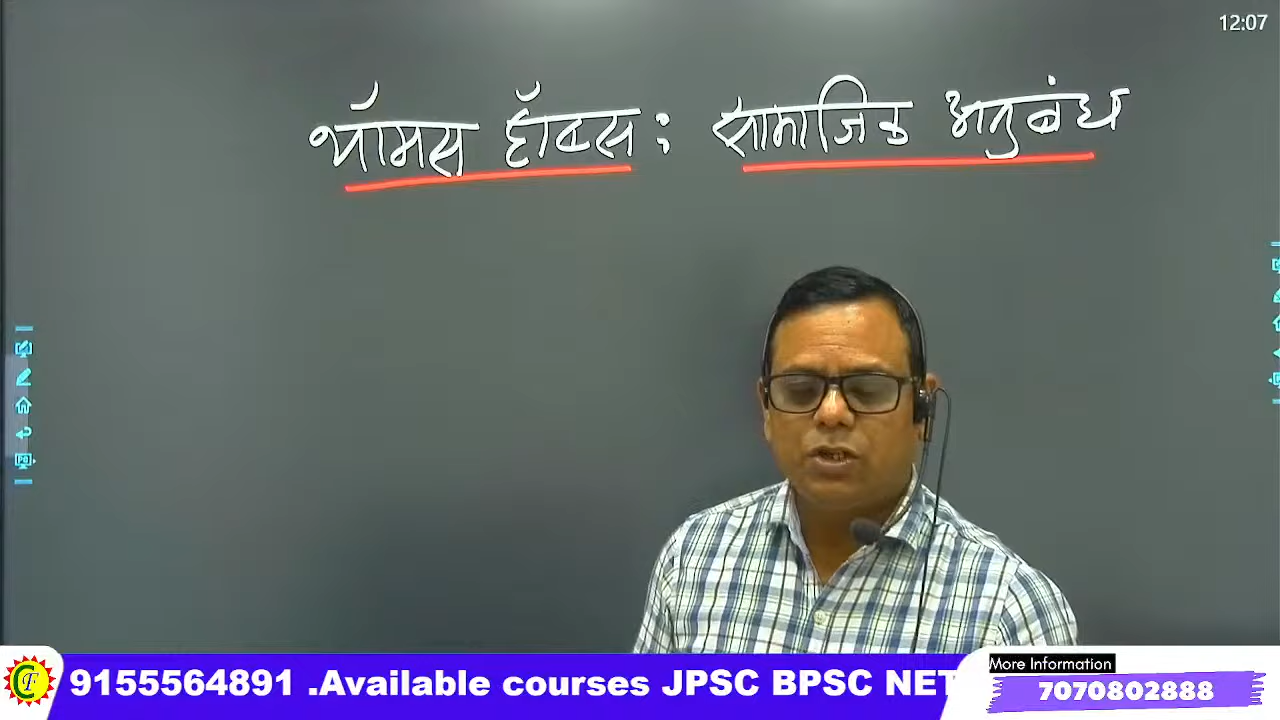 12:07
थॉमस हॉब्स : सामाजिक अनुबंध
More Information
9155564891 .Available courses JPSC BPSC NET
7070802888